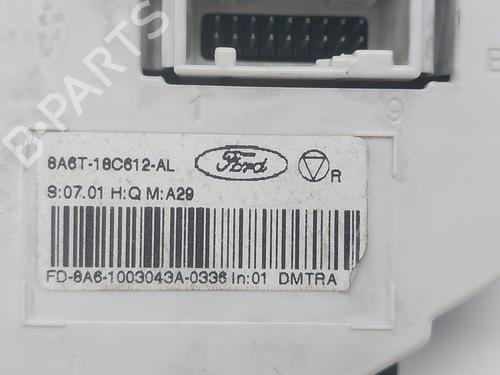 B-PARTS
1 9 B
8A6T-18C612-AL Ford R
S:07.01 H:Q M:A29
FD-8A6-1003043A-0336 In:01 DMTRA